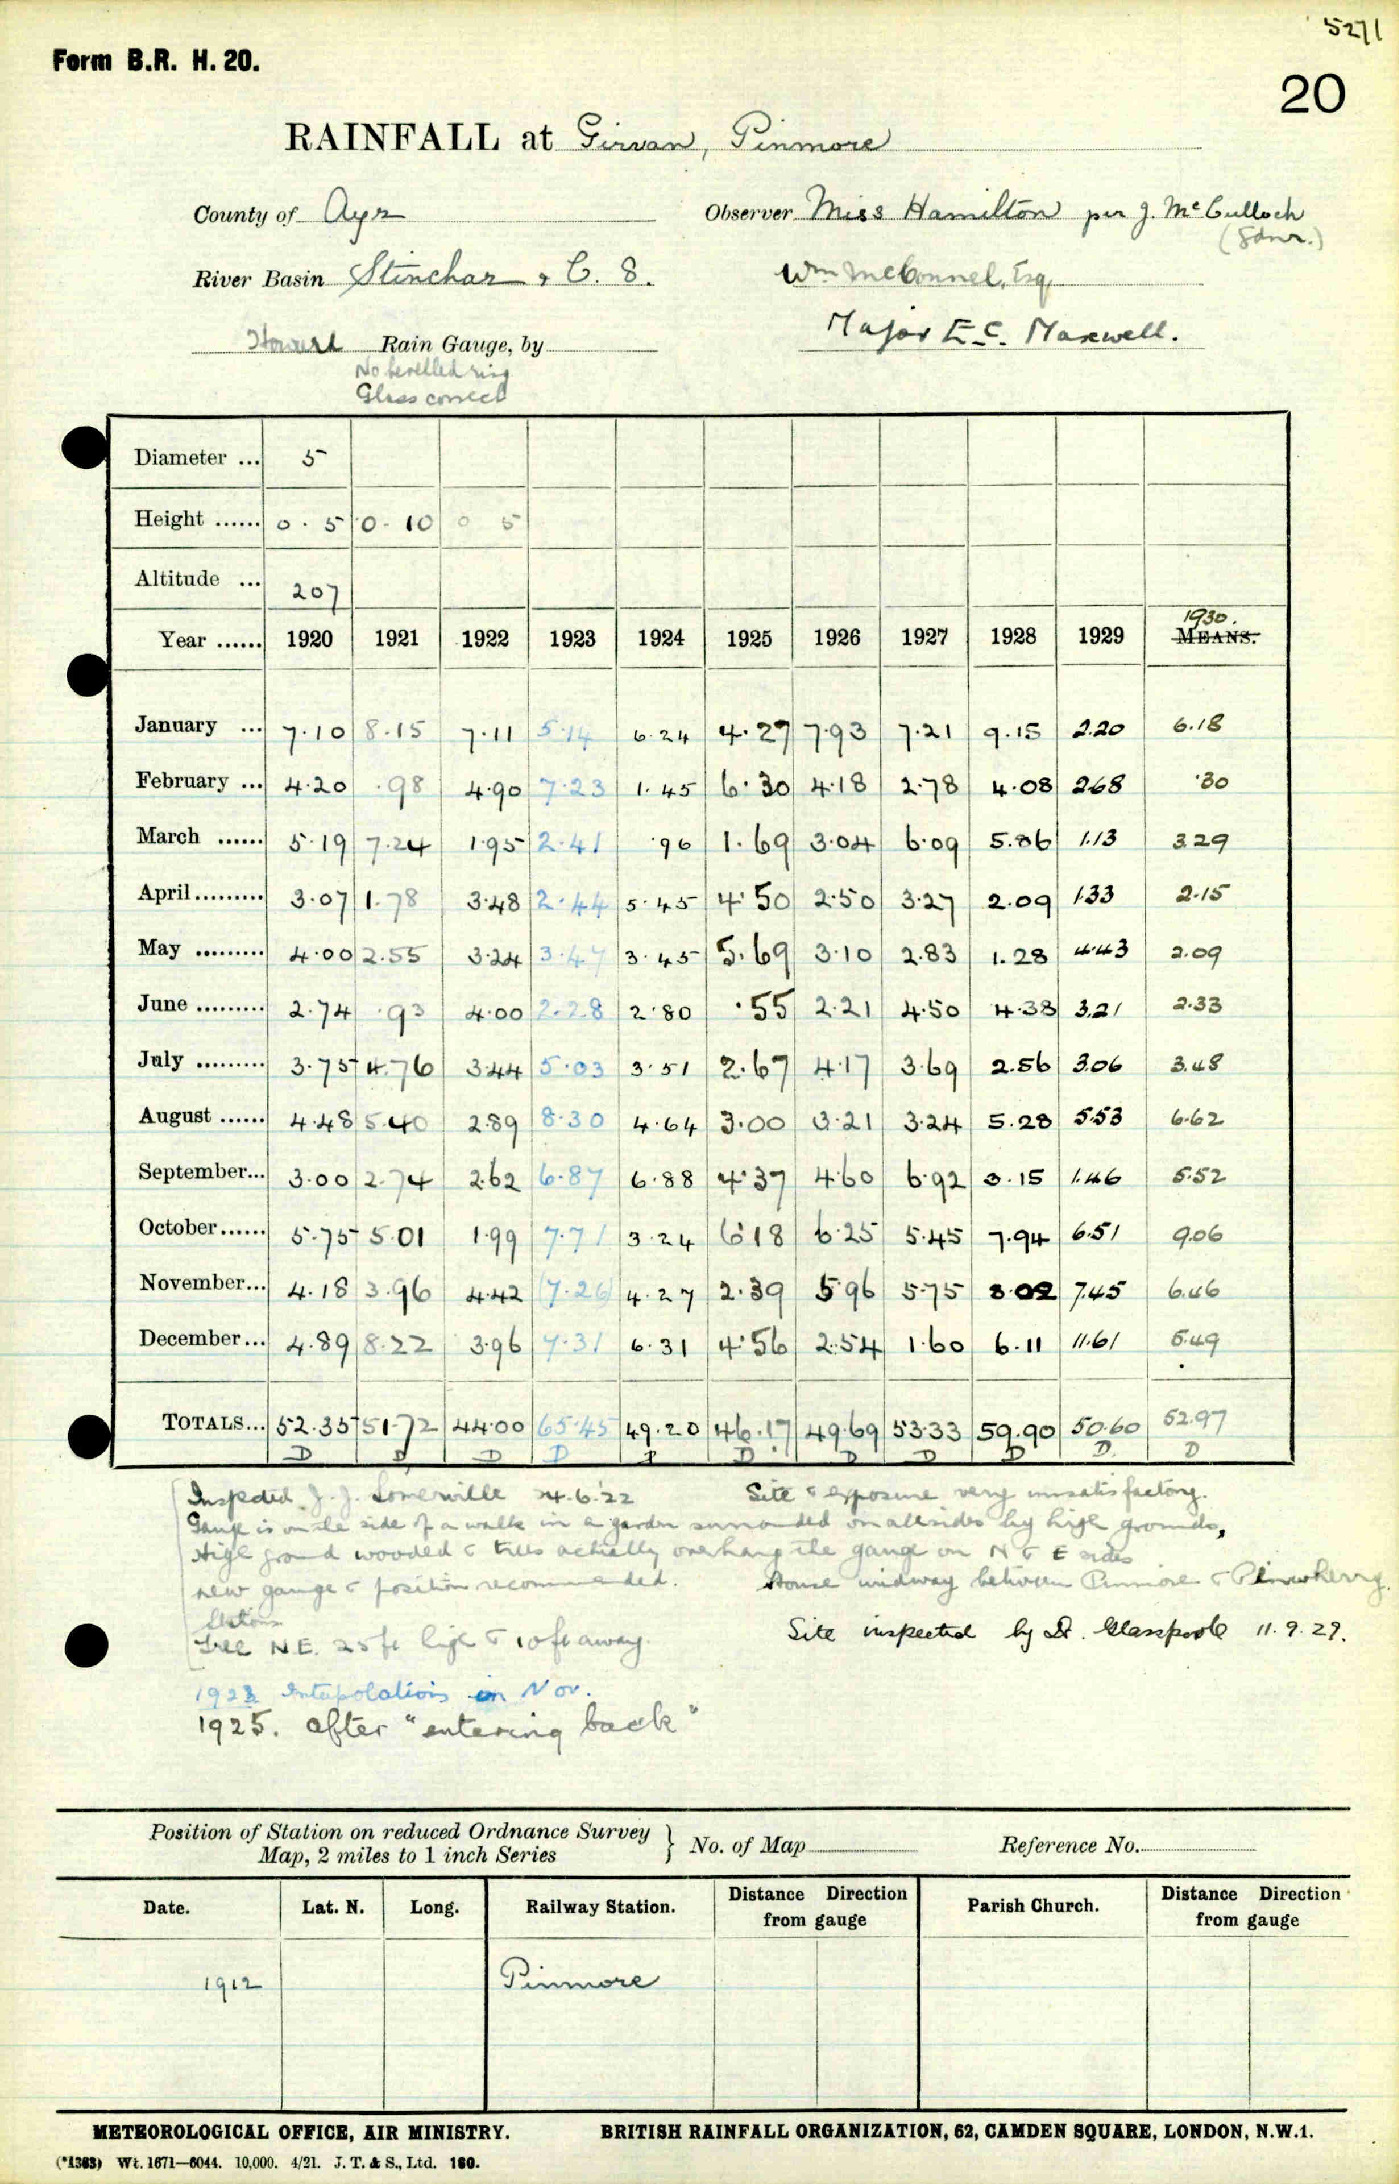 5271
Form B.R. H. 20.
20
RAINFALL at Girvan, Pinmore
County of Ayr Observer Miss Hamilton per J. McCulloch
(Gdnr.)
River Basin Stinchar & C. 8. Wm McConnel, Esq.
Howard Rain Gauge, by Major E.C. Maxwell.
No bevelled ring
Glass correct
Diameter ... 5
Height ...... 0 . 5 0 - 10 0 5
Altitude ... 207
1930.
Year ...... 1920 1921 1922 1923 1924 1925 1926 1927 1928 1929 MEANS.
January ... 7.10 8.15 7.11 5.14 6.24 4.27 7.93 7.21 9.15 2.20 6.18
February ... 4.20 .98 4.90 7.23 1.45 6.30 4.18 2.78 4.08 2.68 .30
March ...... 5.19 7.24 1.95 2.41 .96 1.69 3.04 6.09 5.86 1.13 3.29
April ......... 3.07 1.78 3.48 2.44 5.45 4.50 2.50 3.27 2.09 1.33 2.15
May ......... 4.00 2.55 3.24 3.47 3.45 5.69 3.10 2.83 1.28 4.43 2.09
June ......... 2.74 .93 4.00 2.28 2.80 .55 2.21 4.50 4.38 3.21 2.33
July ......... 3.75 4.76 3.44 5.03 3.51 2.67 4.17 3.69 2.56 3.06 3.48
August ...... 4.48 5.40 2.89 8.30 4.64 3.00 3.21 3.24 5.28 5.53 6.62
September... 3.00 2.74 2.62 6.87 6.88 4.37 4.60 6.92 3.15 1.46 5.52
October...... 5.75 5.01 1.99 7.71 3.24 6.18 6.25 5.45 7.94 6.51 9.06
November... 4.18 3.96 4.42 (7.26) 4.27 2.39 5.96 5.75 8.02 7.45 6.46
December... 4.89 8.22 3.96 7.31 6.31 4.56 2.54 1.60 6.11 11.61 5.49
TOTALS... 52.35 51.72 44.00 65.45 49.20 46.17 49.69 53.33 59.90 50.60 52.97
D D D D D D D D D D D
Inspected J. J. Somerville 24.6.22 Site & exposure very unsatisfactory.
Gauge is on the side of a walk in a garden surrounded on all sides by high grounds,
High ground wooded & trees actually overhang the gauge on N & E sides
new gauge & position recommended. House midway between Pinmore & Pinwherry
Stations
Tree N.E. 25 ft high & 10 ft away.
Site inspected by Dr. Glasspoole 11.9.29.
1923 Interpolations in Nov.
1925. after "entering back"
Position of Station on reduced Ordnance Survey
Map, 2 miles to 1 inch Series } No. of Map Reference No.
Date. Lat. N. Long. Railway Station. Distance Direction from gauge Parish Church. Distance Direction from gauge
1912 Pinmore
METEOROLOGICAL OFFICE, AIR MINISTRY. BRITISH RAINFALL ORGANIZATION, 62, CAMDEN SQUARE, LONDON, N.W.1.
(*1363) Wt. 1671—6044. 10,000. 4/21. J. T. & S., Ltd. 160.